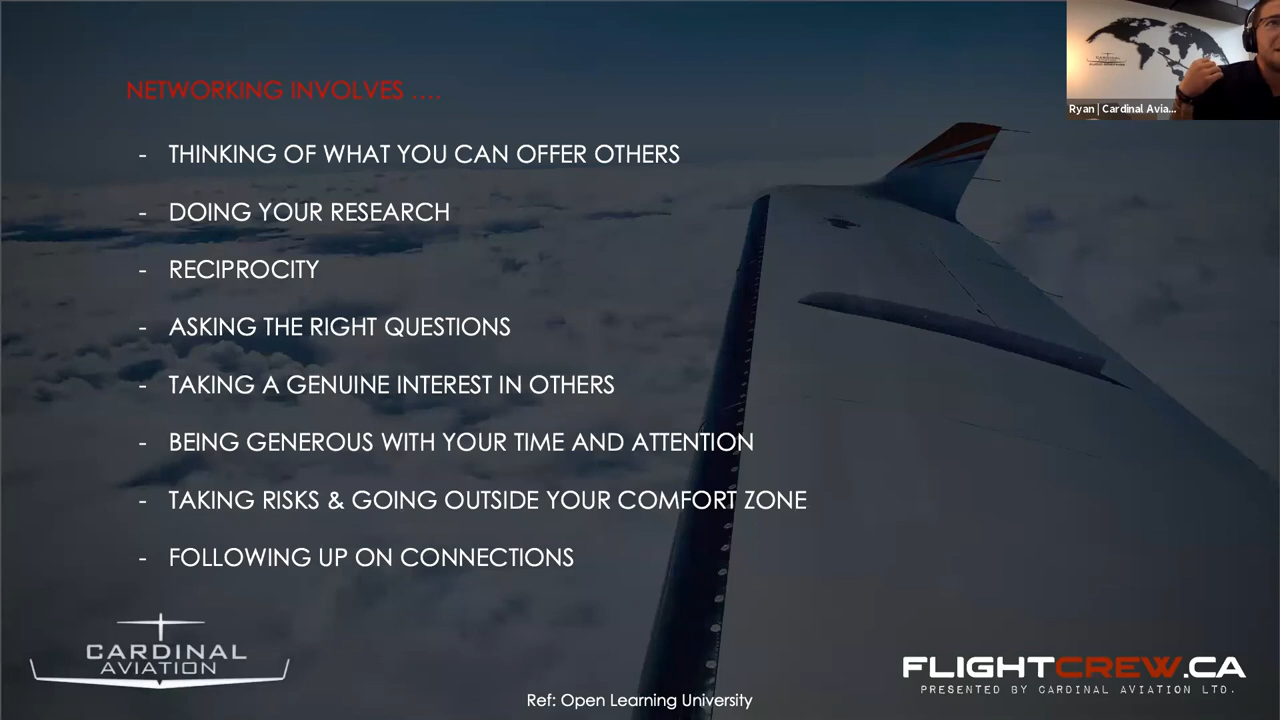 NETWORKING INVOLVES ....
- THINKING OF WHAT YOU CAN OFFER OTHERS
- DOING YOUR RESEARCH
- RECIPROCITY
- ASKING THE RIGHT QUESTIONS
- TAKING A GENUINE INTEREST IN OTHERS
- BEING GENEROUS WITH YOUR TIME AND ATTENTION
- TAKING RISKS & GOING OUTSIDE YOUR COMFORT ZONE
- FOLLOWING UP ON CONNECTIONS
Ryan | Cardinal Avia...
CARDINAL
AVIATION
Ref: Open Learning University
FLIGHTCREW.CA
PRESENTED BY CARDINAL AVIATION LTD.